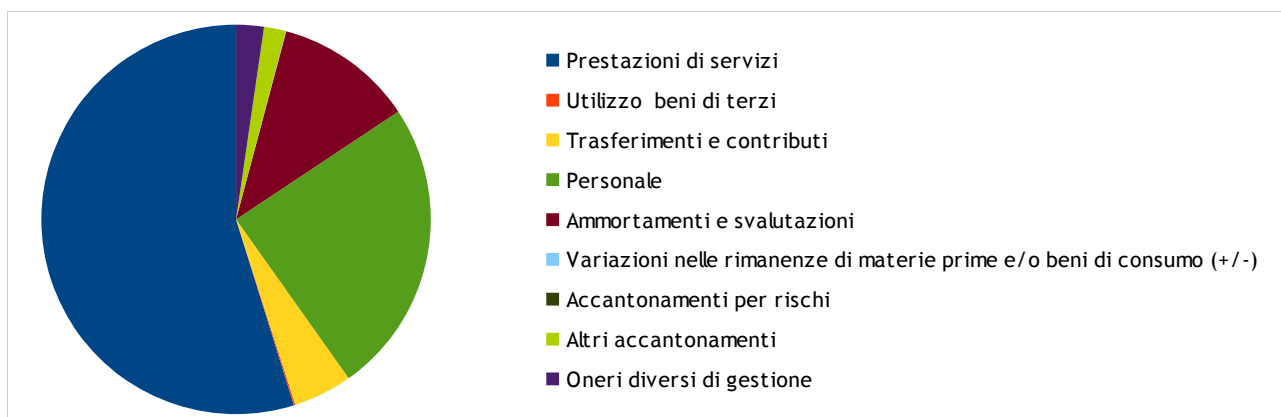 Prestazioni di servizi
Utilizzo beni di terzi
Trasferimenti e contributi
Personale
Ammortamenti e svalutazioni
Variazioni nelle rimanenze di materie prime e/o beni di consumo (+/-)
Accantonamenti per rischi
Altri accantonamenti
Oneri diversi di gestione